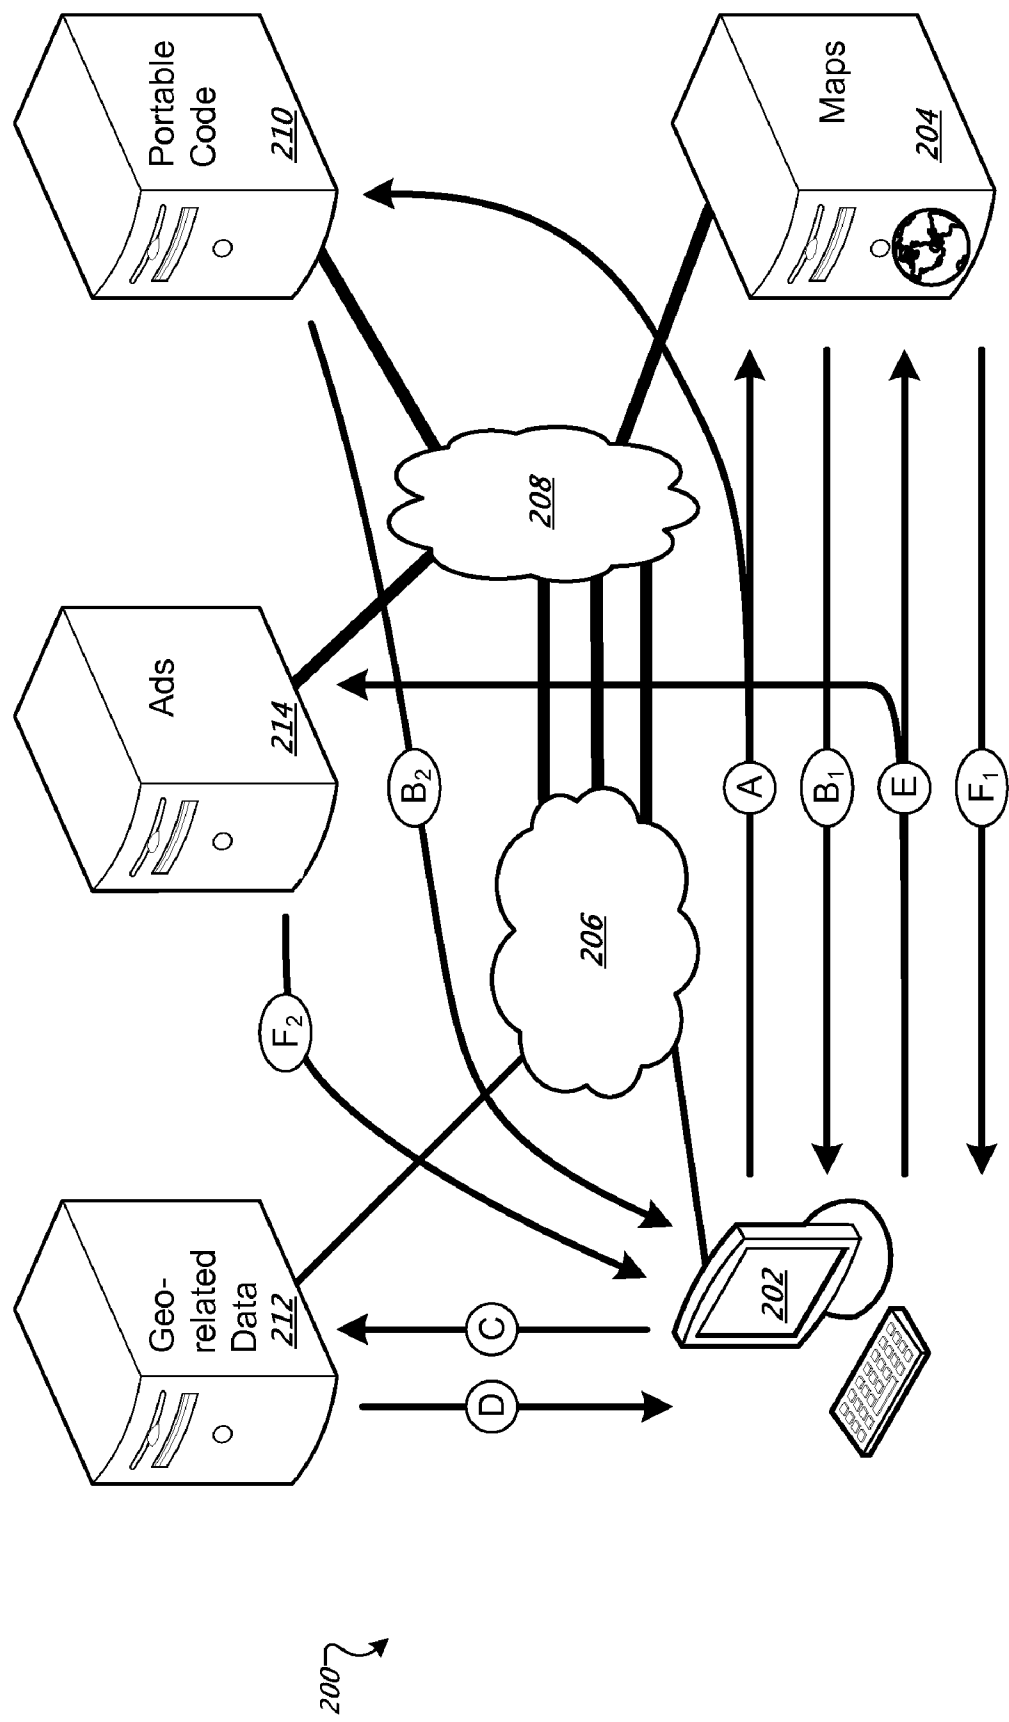 200
Geo-
related
Data
212
Ads
214
Portable
Code
210
F2
B2
C
D
206
208
202
Maps
204
A
B1
E
F1